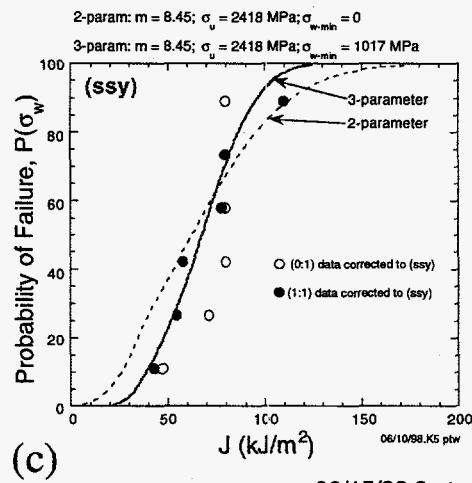 2-param: m = 8.45; σu = 2418 MPa; σw-min = 0
3-param: m = 8.45; σu = 2418 MPa; σw-min = 1017 MPa
100
80
60
40
20
0
Probability of Failure, P(σw)
(ssy)
3-parameter
2-parameter
(0:1) data corrected to (ssy)
(1:1) data corrected to (ssy)
0
50
100
150
200
J (kJ/m²)
06/10/98.K5 ptw
(c)